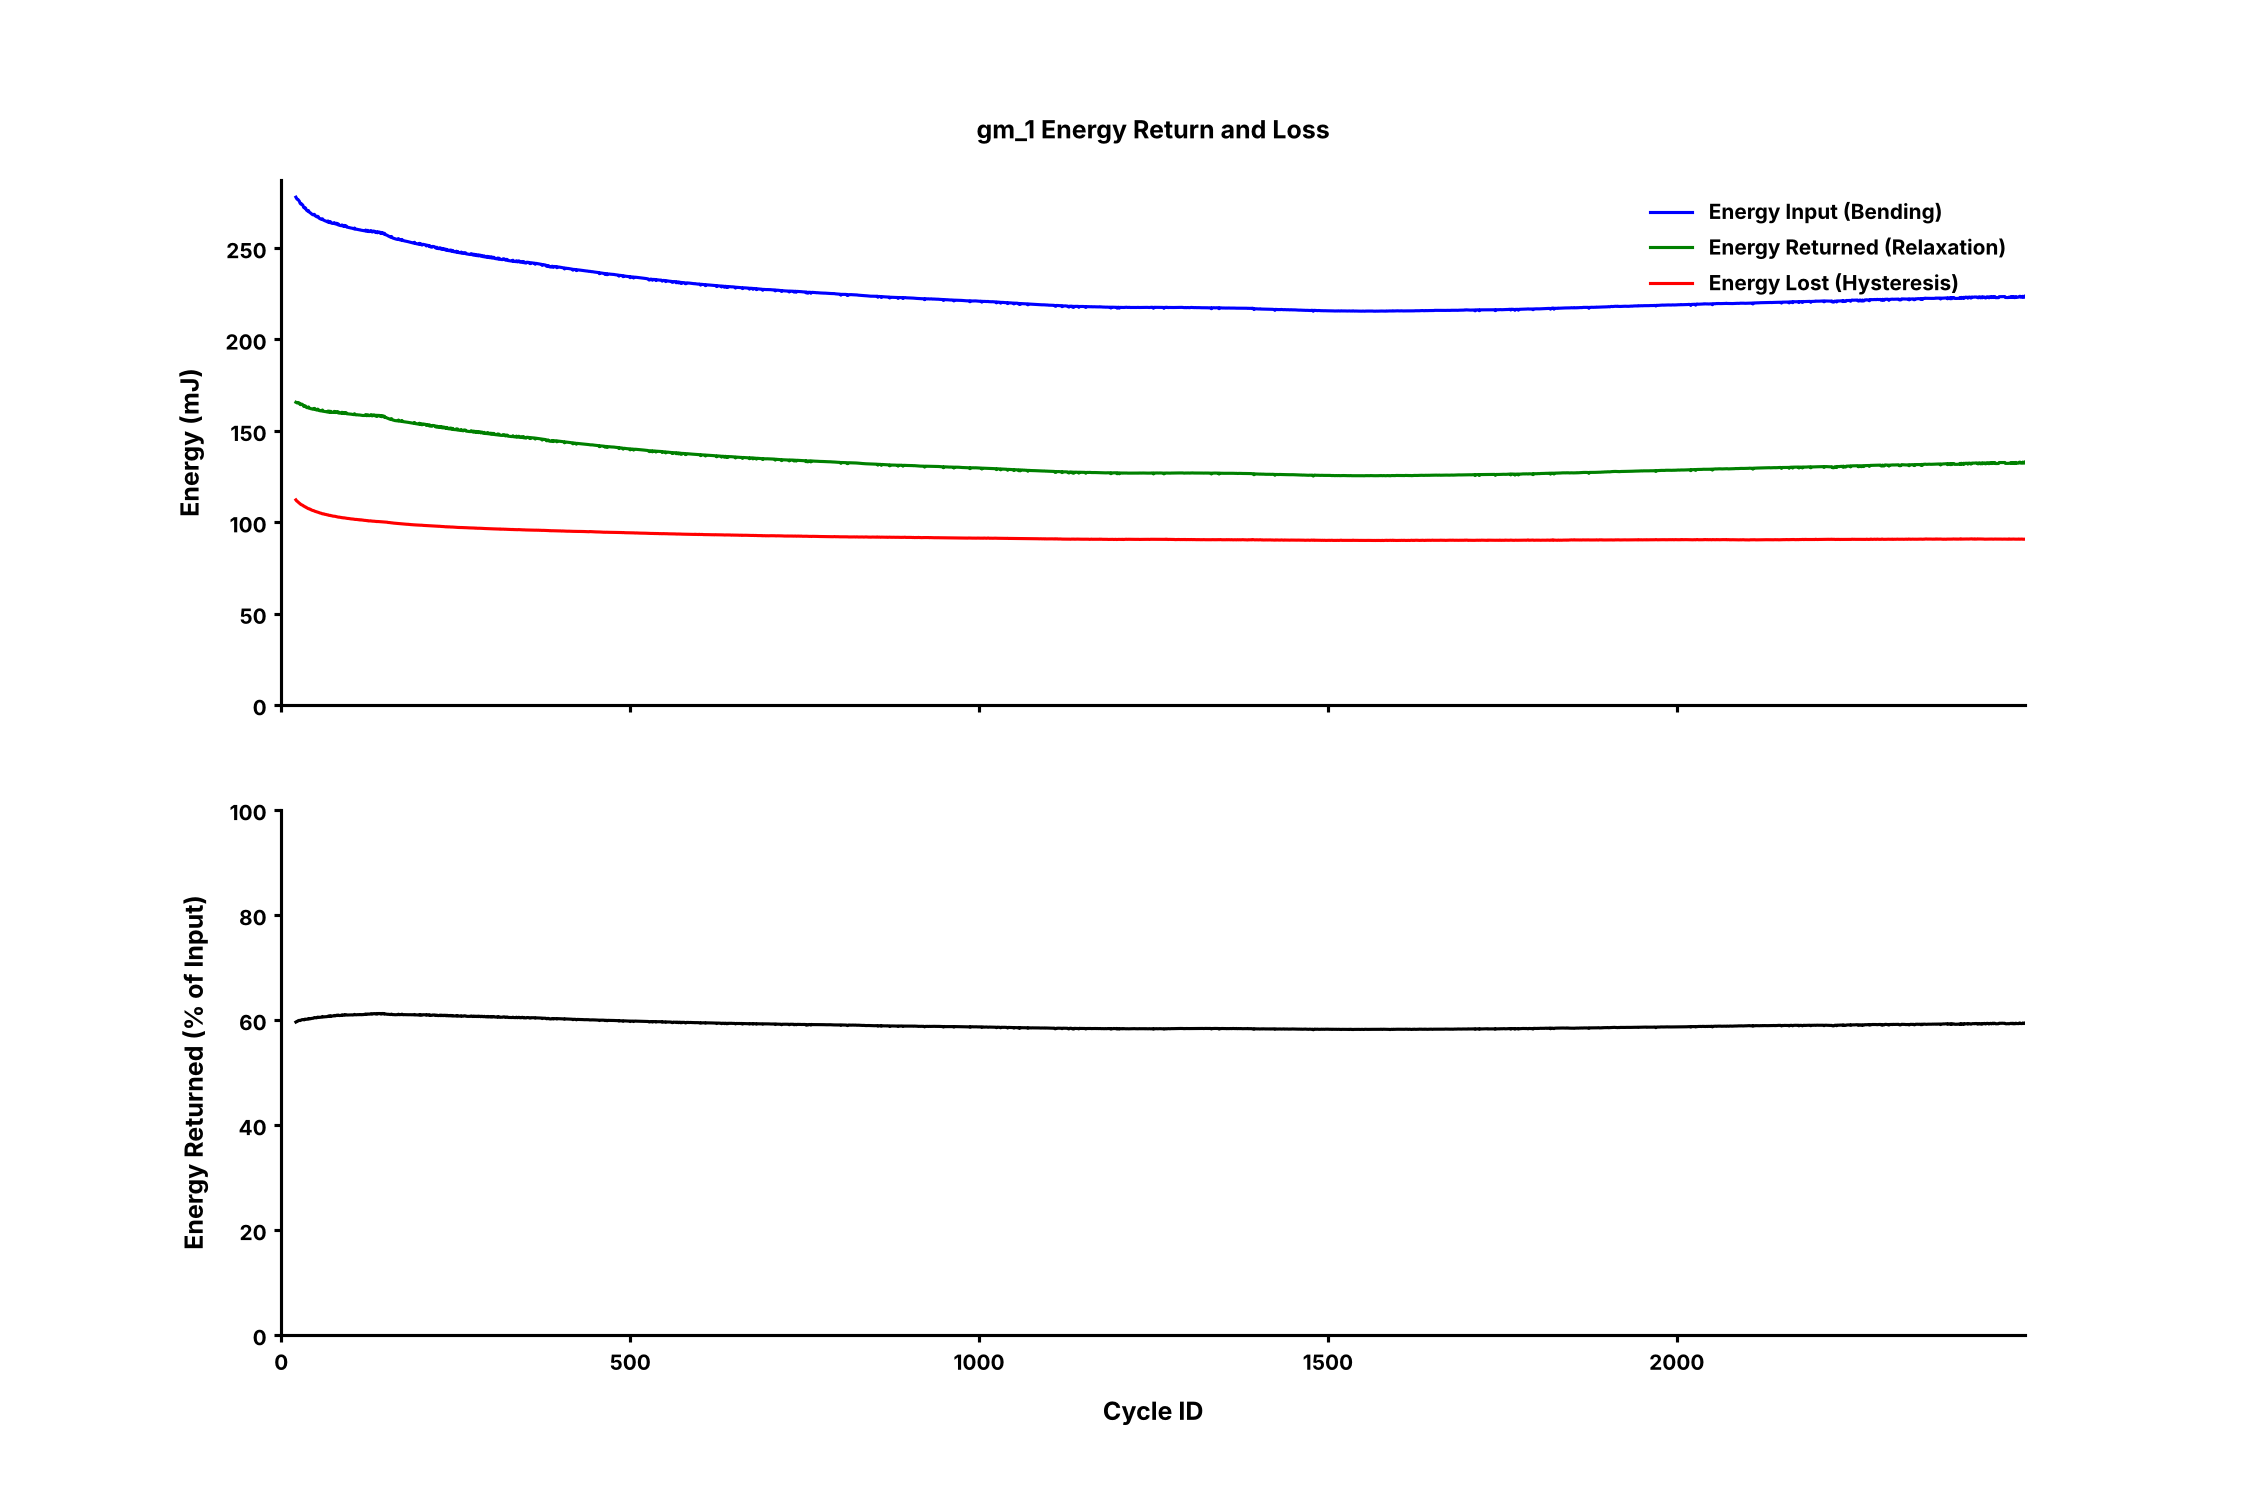 gm_1 Energy Return and Loss
Energy Input (Bending)
Energy Returned (Relaxation)
Energy Lost (Hysteresis)
Energy (mJ)
250
200
150
100
50
0
Energy Returned (% of Input)
100
80
60
40
20
0
0 500 1000 1500 2000
Cycle ID